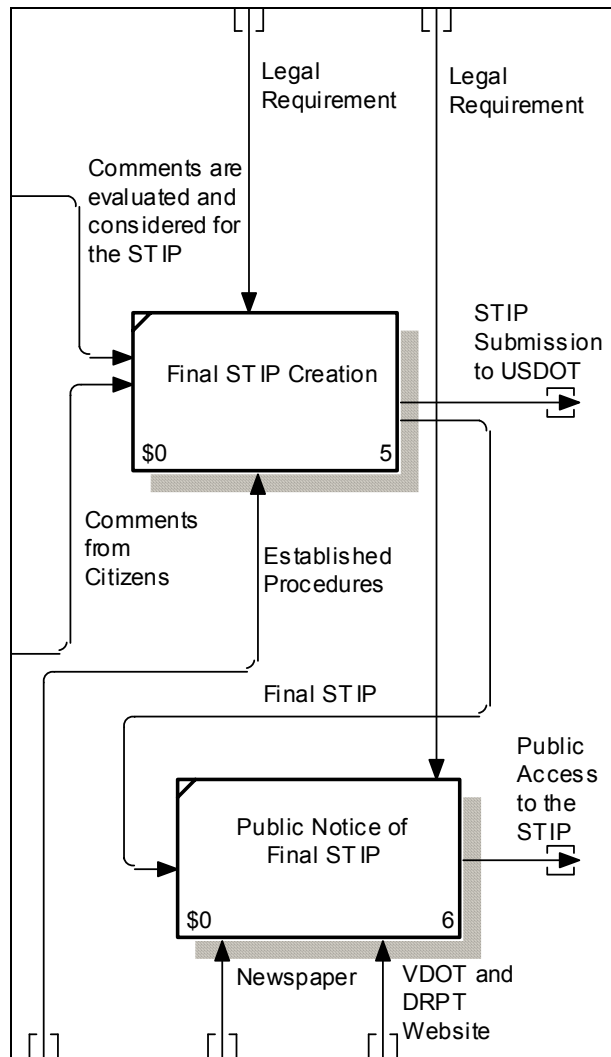 Legal
Requirement
Legal
Requirement
Comments are
evaluated and
considered for
the STIP
STIP
Submission
to USDOT
Final STIP Creation
$0
5
Comments
from
Citizens
Established
Procedures
Final STIP
Public
Access
to the
STIP
Public Notice of
Final STIP
$0
6
Newspaper
VDOT and
DRPT
Website